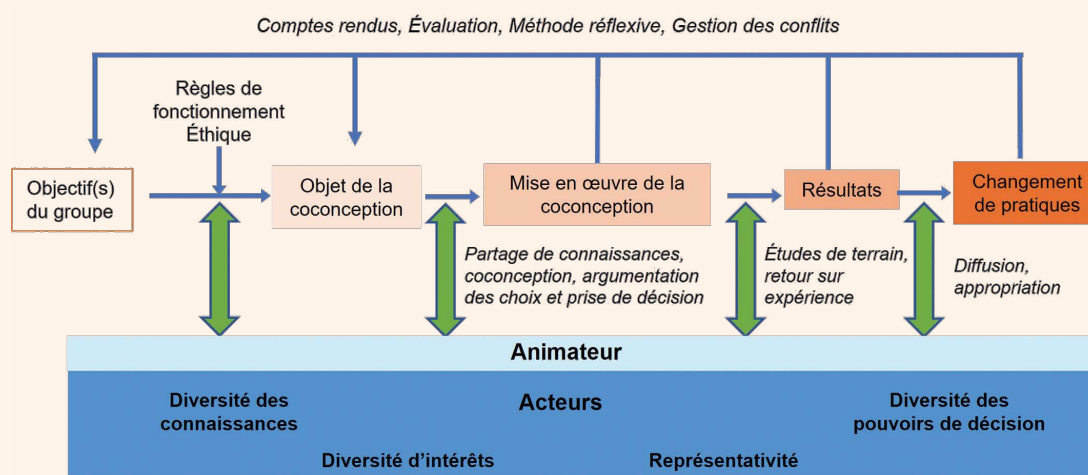 Comptes rendus, Évaluation, Méthode réflexive, Gestion des conflits
Règles de
fonctionnement
Éthique
Objectif(s)
du groupe
Objet de la
coconception
Mise en œuvre de la
coconception
Résultats
Changement
de pratiques
Partage de connaissances,
coconception, argumentation
des choix et prise de décision
Études de terrain,
retour sur
expérience
Diffusion,
appropriation
Animateur
Acteurs
Diversité des
connaissances
Diversité des
pouvoirs de décision
Diversité d’intérêts
Représentativité